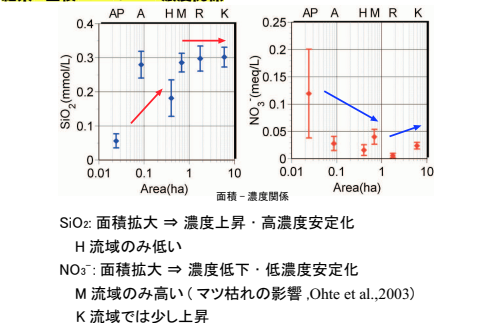 AP A H M R K
0.4
0.3
0.2
0.1
0
SiO2(mmol/L)
0.01 0.1 1 10
Area(ha)
AP A H M R K
0.25
0.2
0.15
0.1
0.05
0
NO3-(meq/L)
0.01 0.1 1 10
Area(ha)
面積－濃度関係
SiO2: 面積拡大 ⇒ 濃度上昇・高濃度安定化
H 流域のみ低い
NO3⁻: 面積拡大 ⇒ 濃度低下・低濃度安定化
M 流域のみ高い ( マツ枯れの影響 ,Ohte et al.,2003)
K 流域では少し上昇